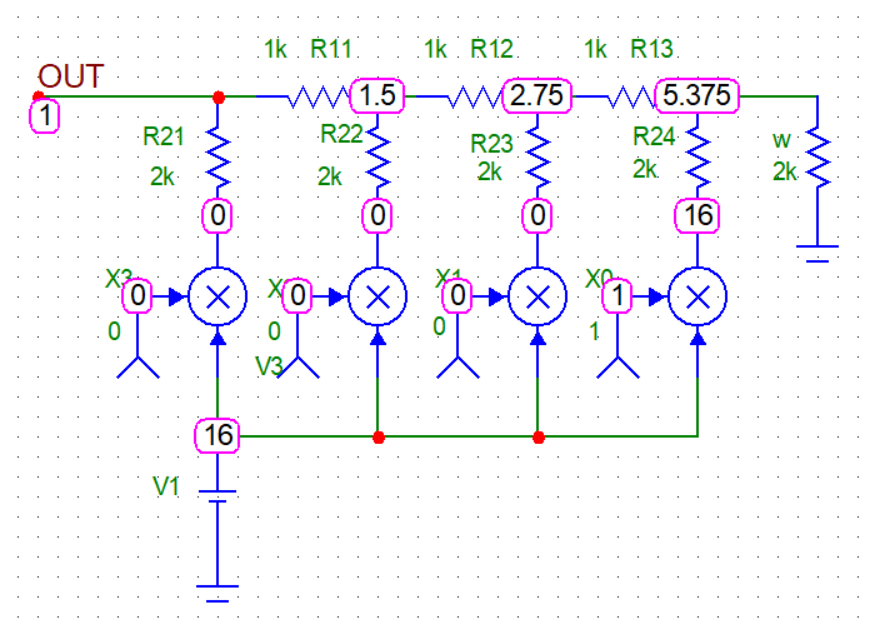 1k R11 1k R12 1k R13
OUT
1 1.5 2.75 5.375
R21 R22 R23 R24 w
2k 2k 2k 2k 2k
0 0 0 16
X3 X1 X0
0 0 0 1
0 0 0 1
V3
16
V1